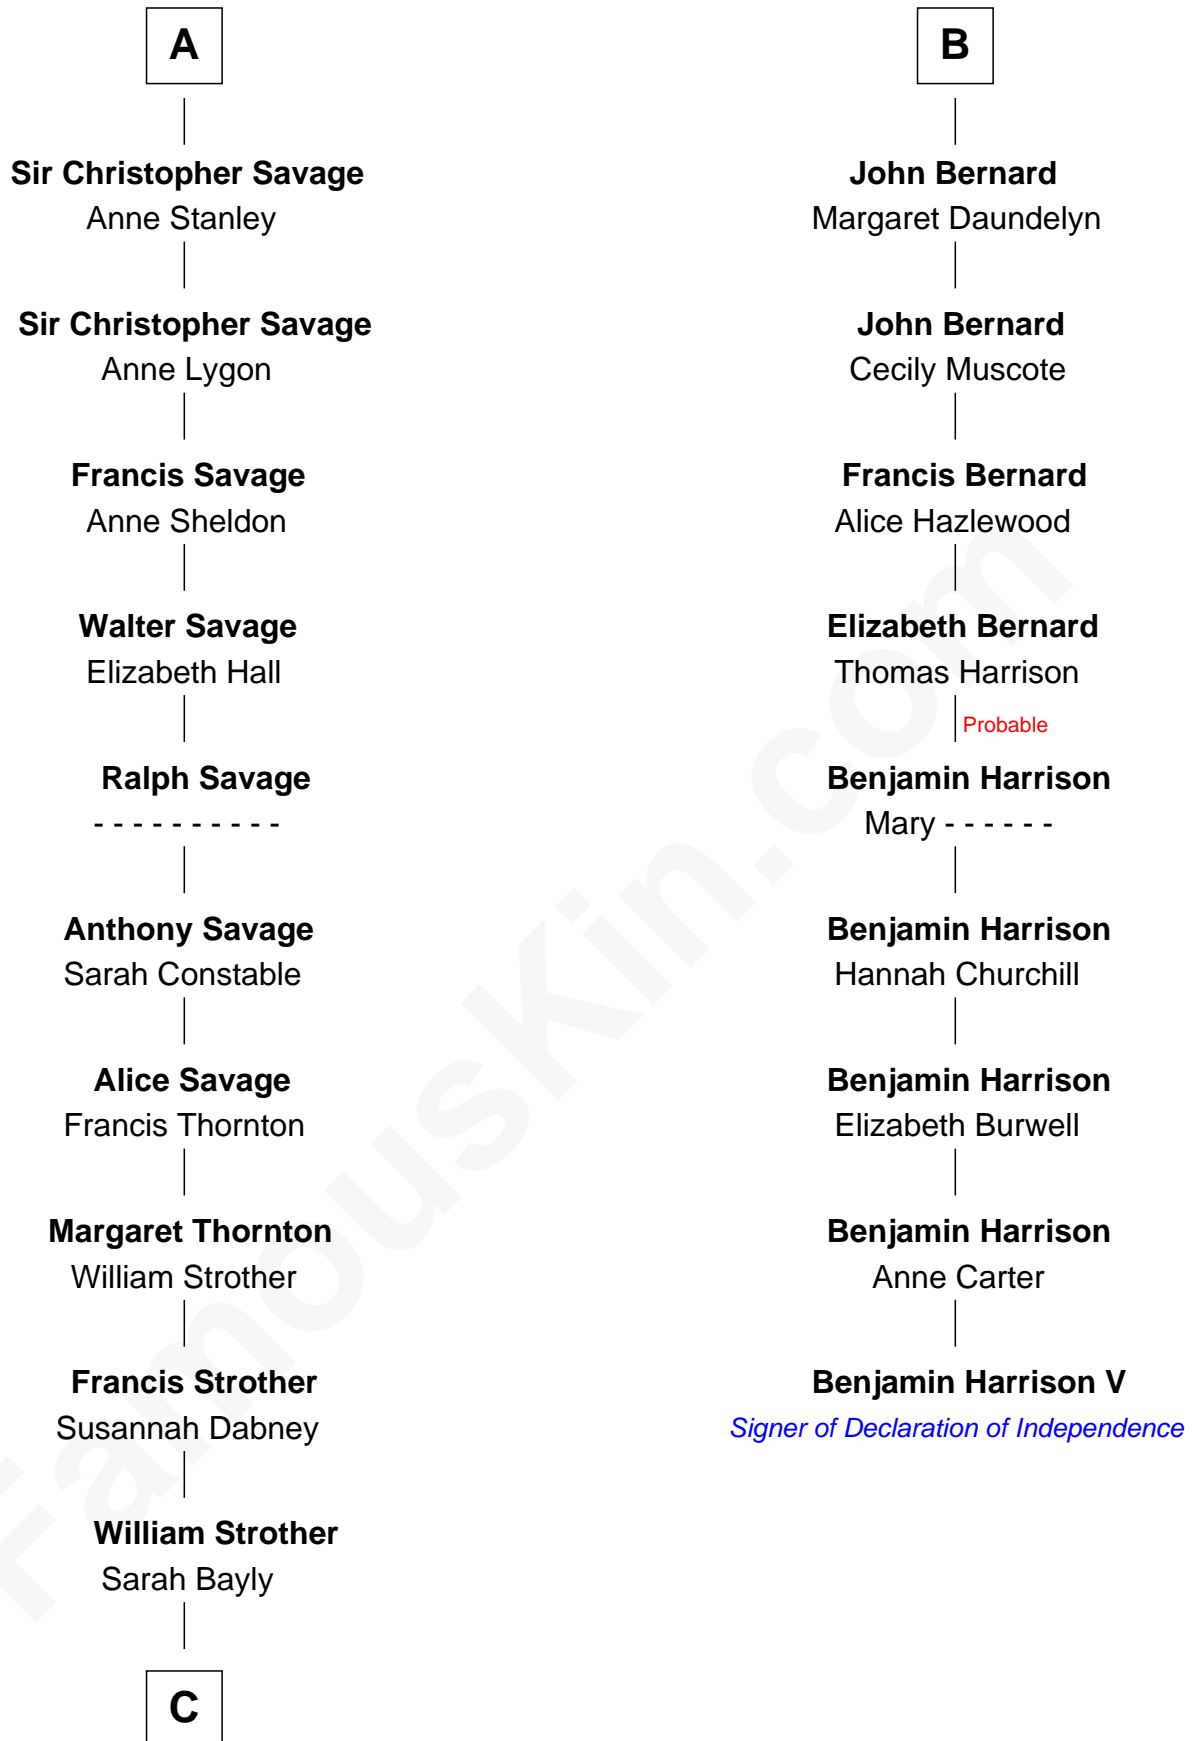 A
Sir Christopher Savage
Anne Stanley
Sir Christopher Savage
Anne Lygon
Francis Savage
Anne Sheldon
Walter Savage
Elizabeth Hall
Ralph Savage
- - - - - - - - - -
Anthony Savage
Sarah Constable
Alice Savage
Francis Thornton
Margaret Thornton
William Strother
Francis Strother
Susannah Dabney
William Strother
Sarah Bayly
C
B
John Bernard
Margaret Daundelyn
John Bernard
Cecily Muscote
Francis Bernard
Alice Hazlewood
Elizabeth Bernard
Thomas Harrison
Probable
Benjamin Harrison
Mary - - - - - -
Benjamin Harrison
Hannah Churchill
Benjamin Harrison
Elizabeth Burwell
Benjamin Harrison
Anne Carter
Benjamin Harrison V
Signer of Declaration of Independence
FamousKin.com